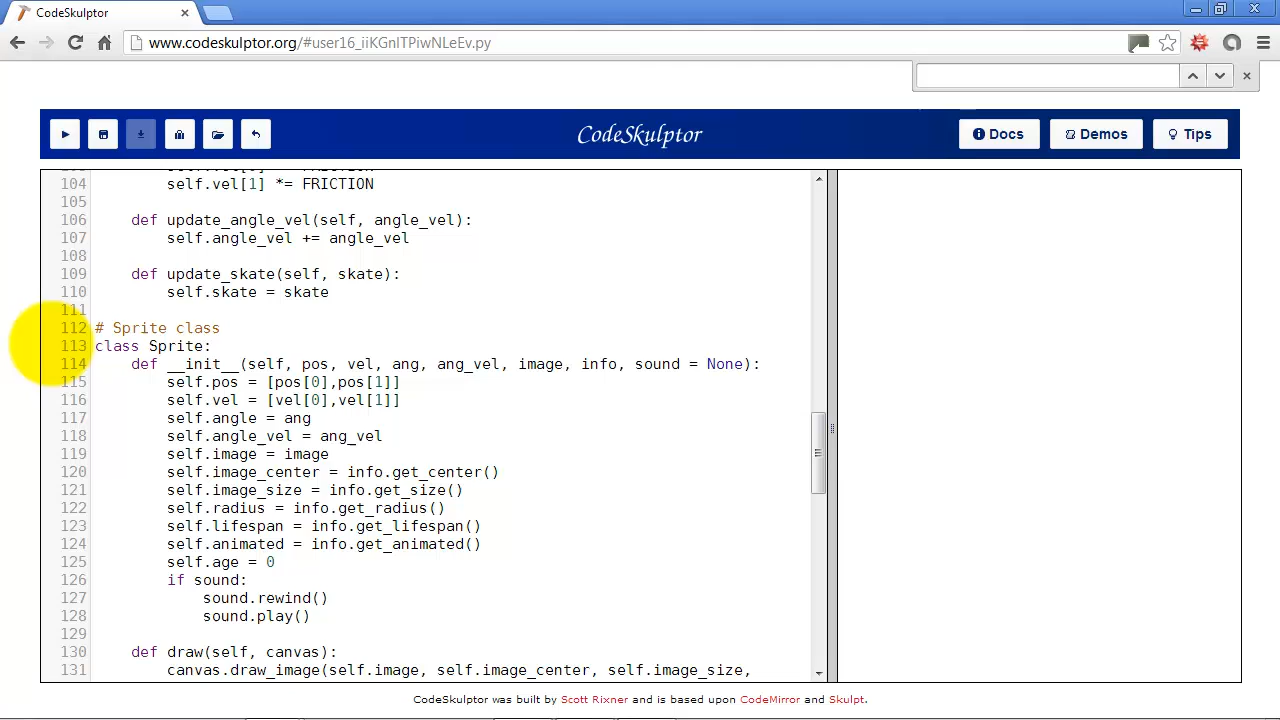 CodeSkulptor
www.codeskulptor.org/#user16_iiKGnlTPiwNLeEv.py
CodeSkulptor
Docs
Demos
Tips
104 self.vel[1] *= FRICTION
105
106 def update_angle_vel(self, angle_vel):
107 self.angle_vel += angle_vel
108
109 def update_skate(self, skate):
110 self.skate = skate
111
112 # Sprite class
113 class Sprite:
114 def __init__(self, pos, vel, ang, ang_vel, image, info, sound = None):
115 self.pos = [pos[0],pos[1]]
116 self.vel = [vel[0],vel[1]]
117 self.angle = ang
118 self.angle_vel = ang_vel
119 self.image = image
120 self.image_center = info.get_center()
121 self.image_size = info.get_size()
122 self.radius = info.get_radius()
123 self.lifespan = info.get_lifespan()
124 self.animated = info.get_animated()
125 self.age = 0
126 if sound:
127 sound.rewind()
128 sound.play()
129
130 def draw(self, canvas):
131 canvas.draw_image(self.image, self.image_center, self.image_size,
CodeSkulptor was built by Scott Rixner and is based upon CodeMirror and Skulpt.